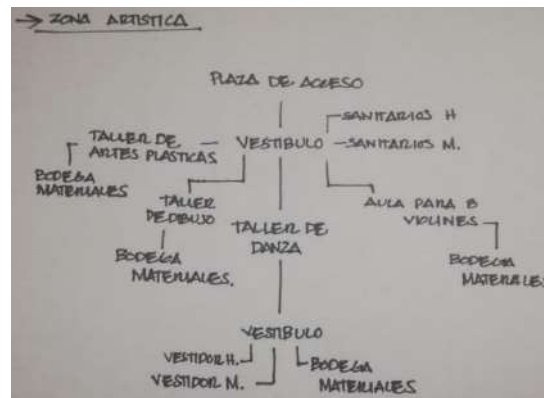 → ZONA ARTISTICA
PLAZA DE ACCESO
SANITARIOS H
TALLER DE
ARTES PLASTICAS
VESTIBULO
SANITARIOS M.
BODEGA
MATERIALES
TALLER
DE DIBUJO
AULA PARA 8
VIOLINES
TALLER DE
DANZA
BODEGA
MATERIALES.
BODEGA
MATERIALES
VESTIBULO
VESTIDOR H.
VESTIDOR M.
BODEGA
MATERIALES